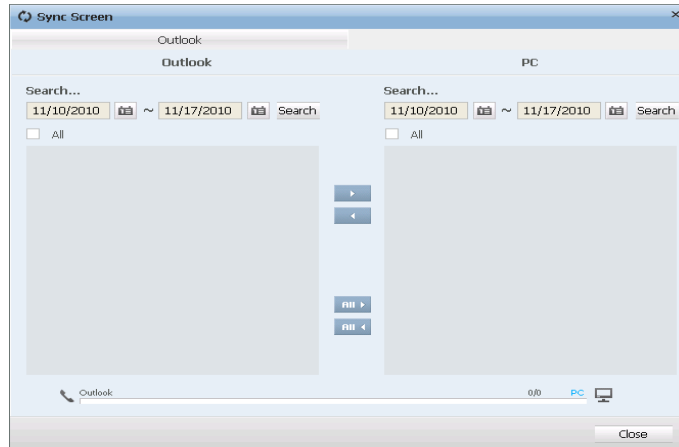 Sync Screen
Outlook
Outlook PC
Search... Search...
11/10/2010 ~ 11/17/2010 Search 11/10/2010 ~ 11/17/2010 Search
All All
All
All
Outlook 0/0 PC
Close